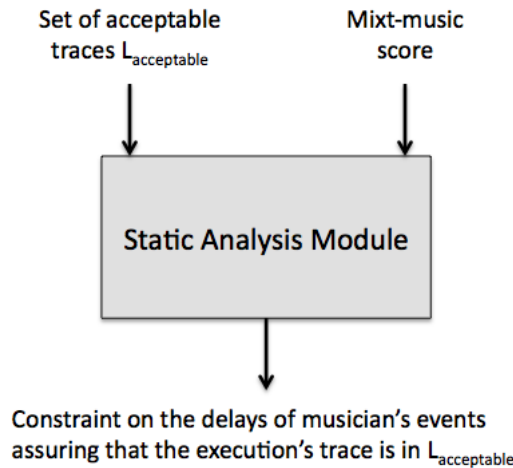 Set of acceptable
traces Lacceptable
Mixt-music
score
Static Analysis Module
Constraint on the delays of musician's events
assuring that the execution's trace is in Lacceptable